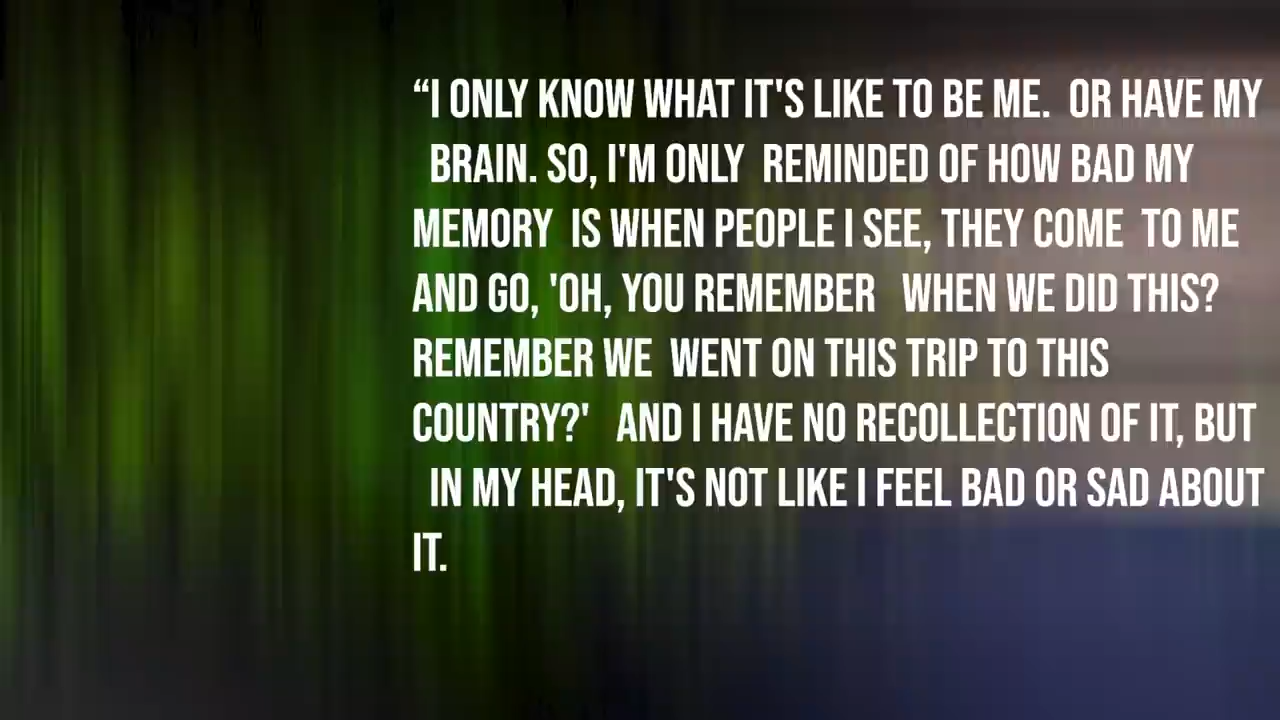 “I ONLY KNOW WHAT IT'S LIKE TO BE ME.  OR HAVE MY
BRAIN. SO, I'M ONLY  REMINDED OF HOW BAD MY
MEMORY  IS WHEN PEOPLE I SEE, THEY COME  TO ME
AND GO, 'OH, YOU REMEMBER   WHEN WE DID THIS?
REMEMBER WE  WENT ON THIS TRIP TO THIS
COUNTRY?'   AND I HAVE NO RECOLLECTION OF IT, BUT
IN MY HEAD, IT'S NOT LIKE I FEEL BAD OR SAD ABOUT
IT.